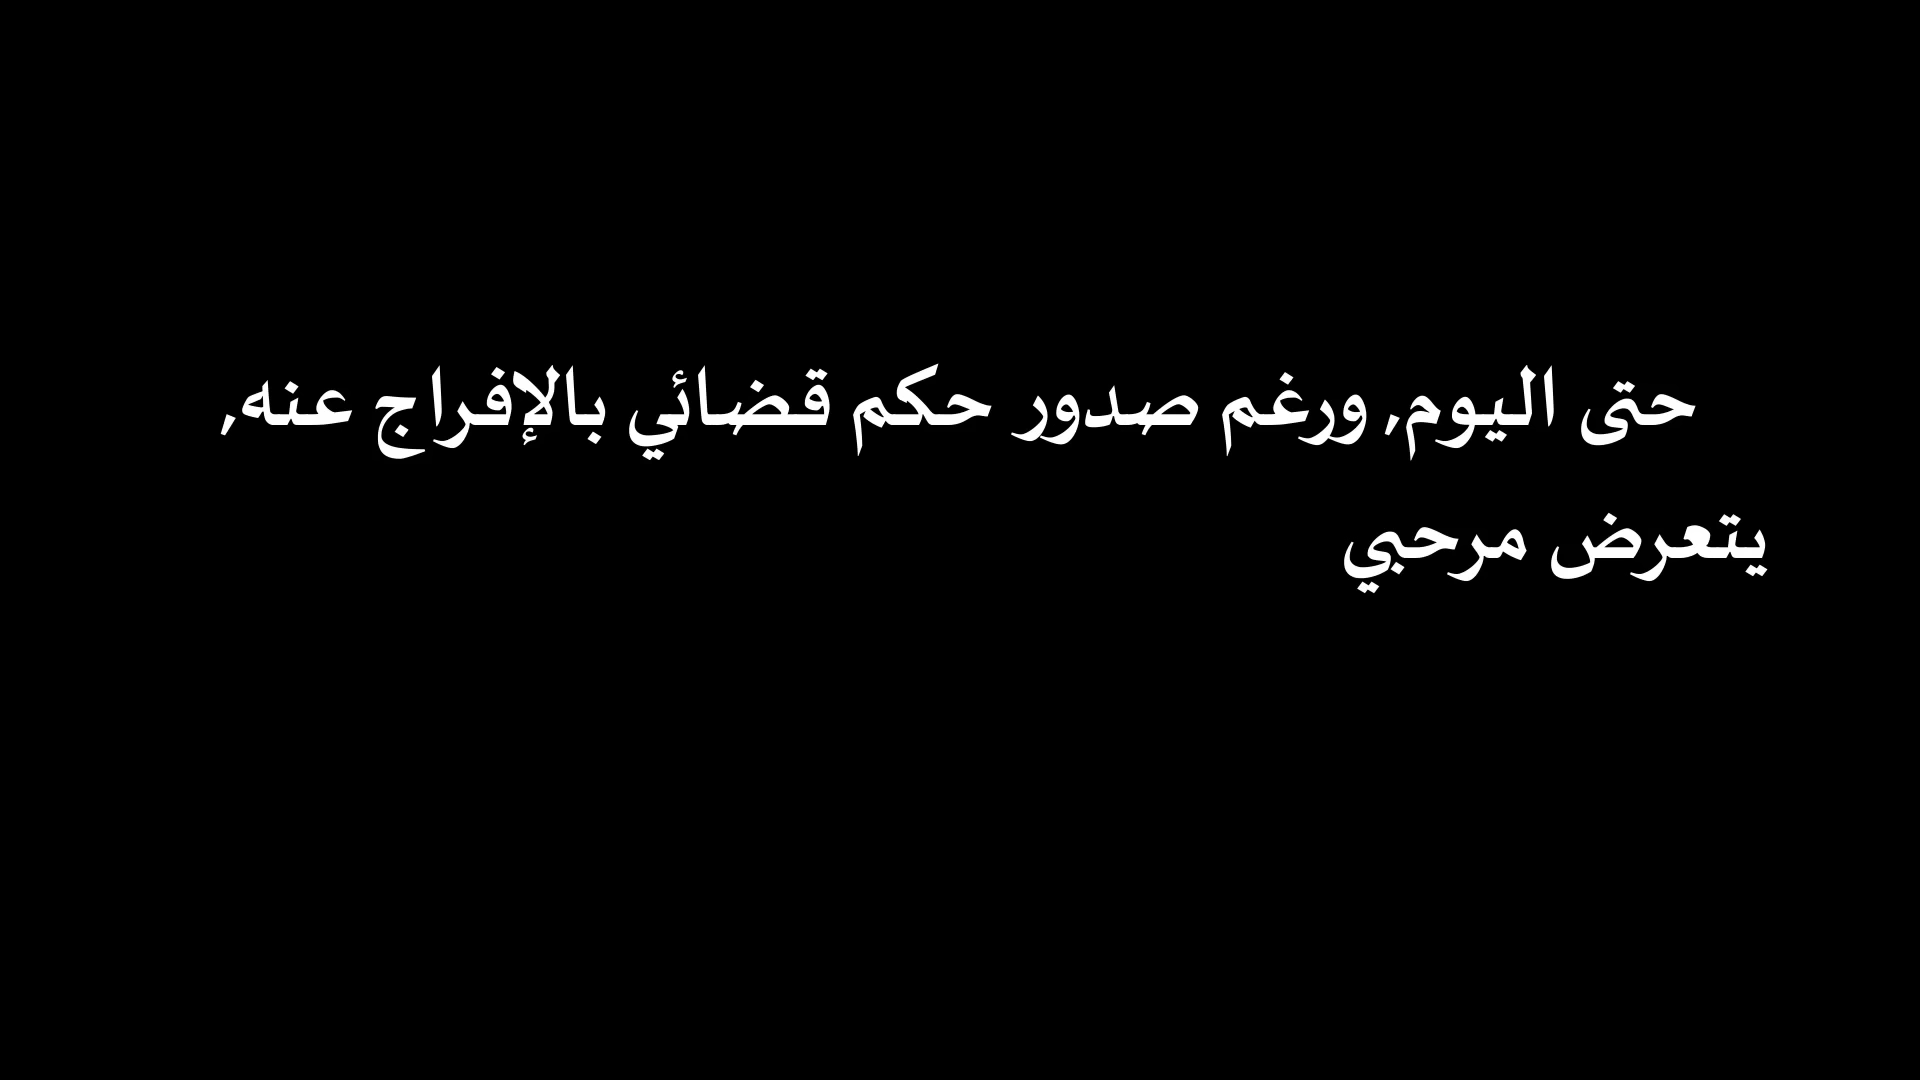 حتى اليوم, ورغم صدور حكم قضائي بالإفراج عنه,
يتعرض مرحبي